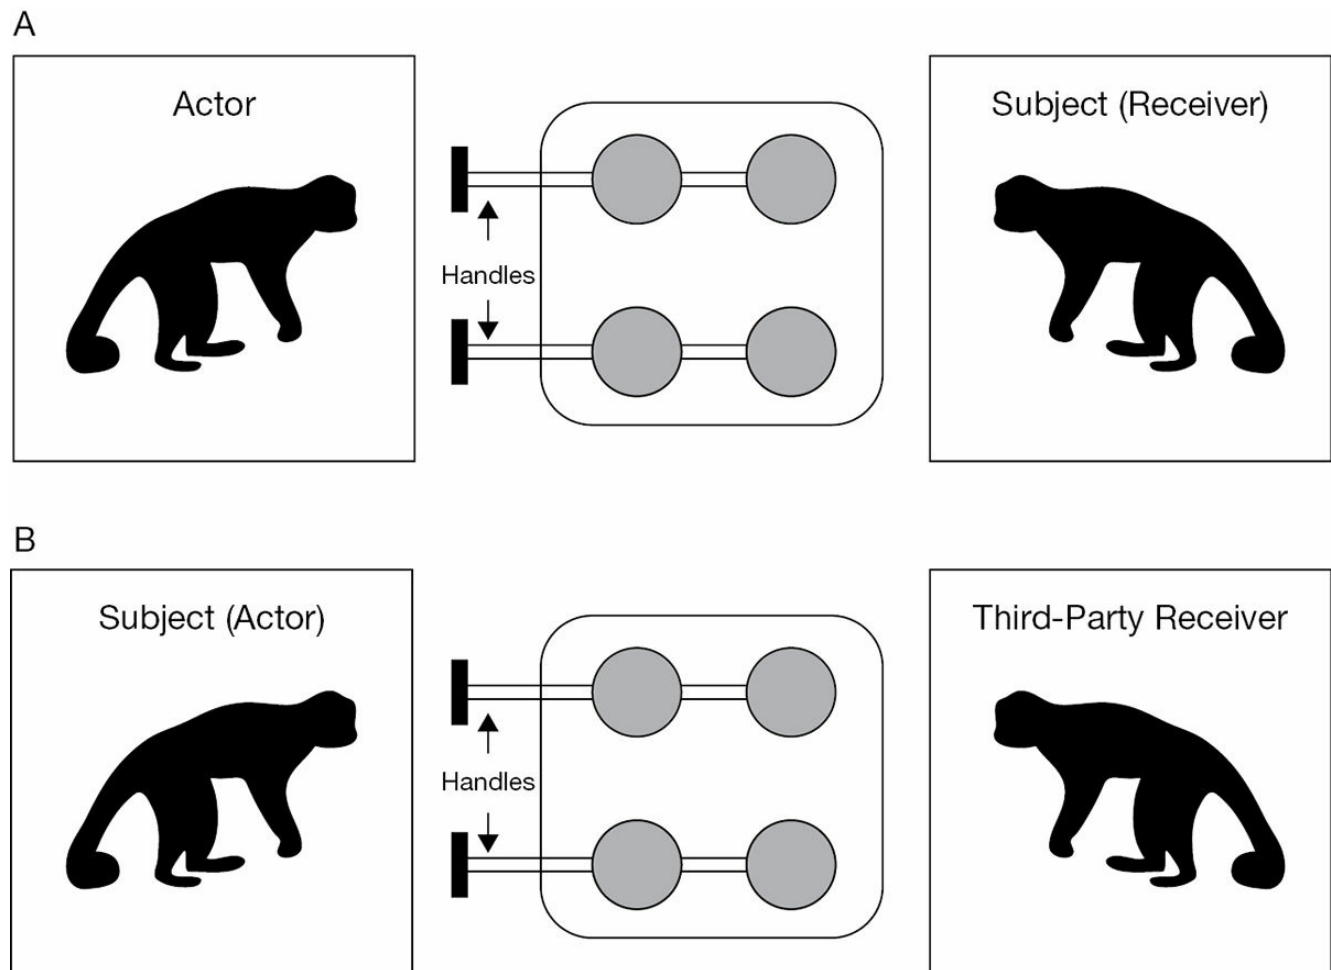 A
Actor
Subject (Receiver)
Handles
B
Subject (Actor)
Third-Party Receiver
Handles